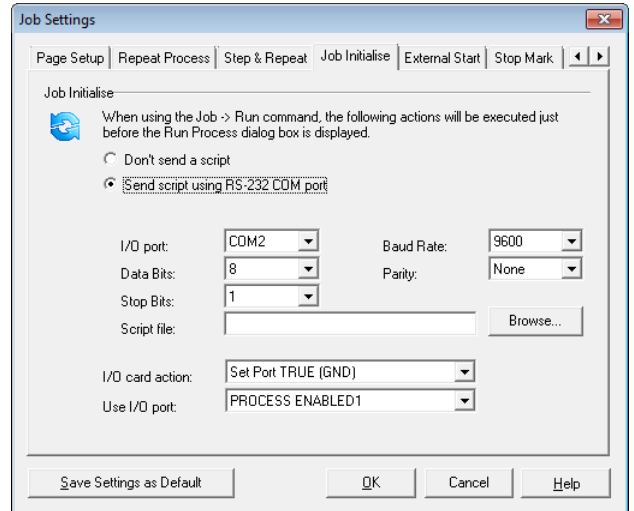 Job Settings
Page Setup Repeat Process Step & Repeat Job Initialise External Start Stop Mark
Job Initialise
When using the Job -> Run command, the following actions will be executed just
before the Run Process dialog box is displayed.
Don't send a script
Send script using RS-232 COM port
I/O port: COM2 Baud Rate: 9600
Data Bits: 8 Parity: None
Stop Bits: 1
Script file: Browse...
I/O card action: Set Port TRUE (GND)
Use I/O port: PROCESS ENABLED1
Save Settings as Default OK Cancel Help